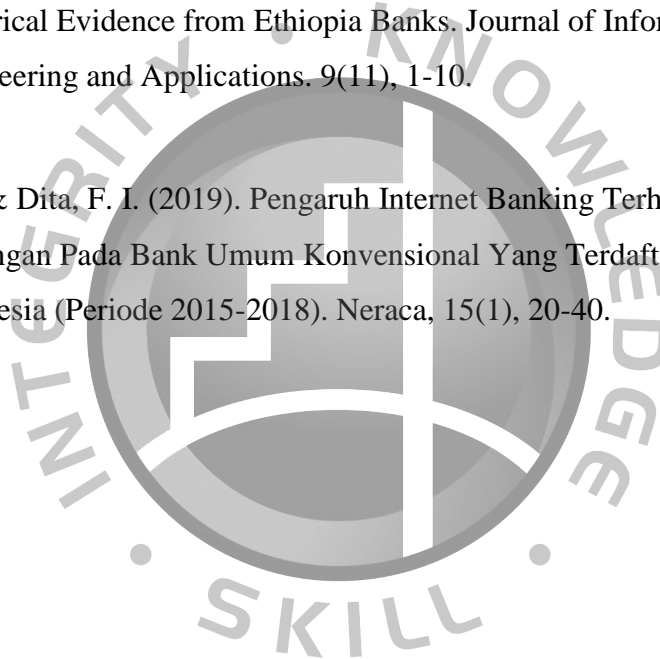 rical Evidence from Ethiopia Banks. Journal of Infor
eering and Applications. 9(11), 1-10.
& Dita, F. I. (2019). Pengaruh Internet Banking Terh
ngan Pada Bank Umum Konvensional Yang Terdaft
esia (Periode 2015-2018). Neraca, 15(1), 20-40.
INTEGRITY • KNOWLEDGE • SKILL •